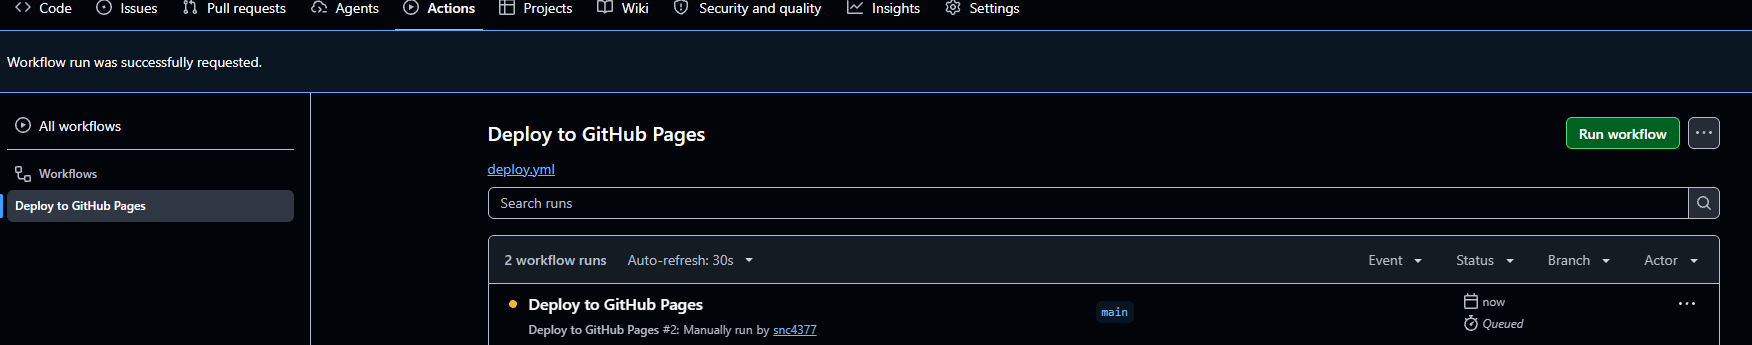 Code Issues Pull requests Agents Actions Projects Wiki Security and quality Insights Settings
Workflow run was successfully requested.
All workflows
Workflows
Deploy to GitHub Pages
Deploy to GitHub Pages
Run workflow
deploy.yml
Search runs
2 workflow runs Auto-refresh: 30s Event Status Branch Actor
Deploy to GitHub Pages
main
now
Deploy to GitHub Pages #2: Manually run by snc4377
Queued